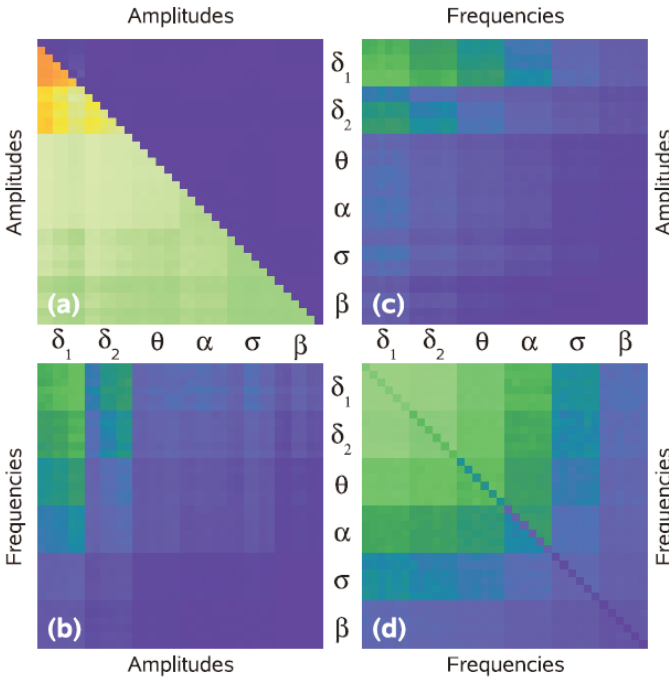 Amplitudes Frequencies
Amplitudes
δ1
δ2
θ
α
σ
β
Amplitudes
(a)
(c)
δ1 δ2 θ α σ β
δ1 δ2 θ α σ β
Frequencies
δ1
δ2
θ
α
σ
β
Frequencies
(b)
(d)
Amplitudes Frequencies